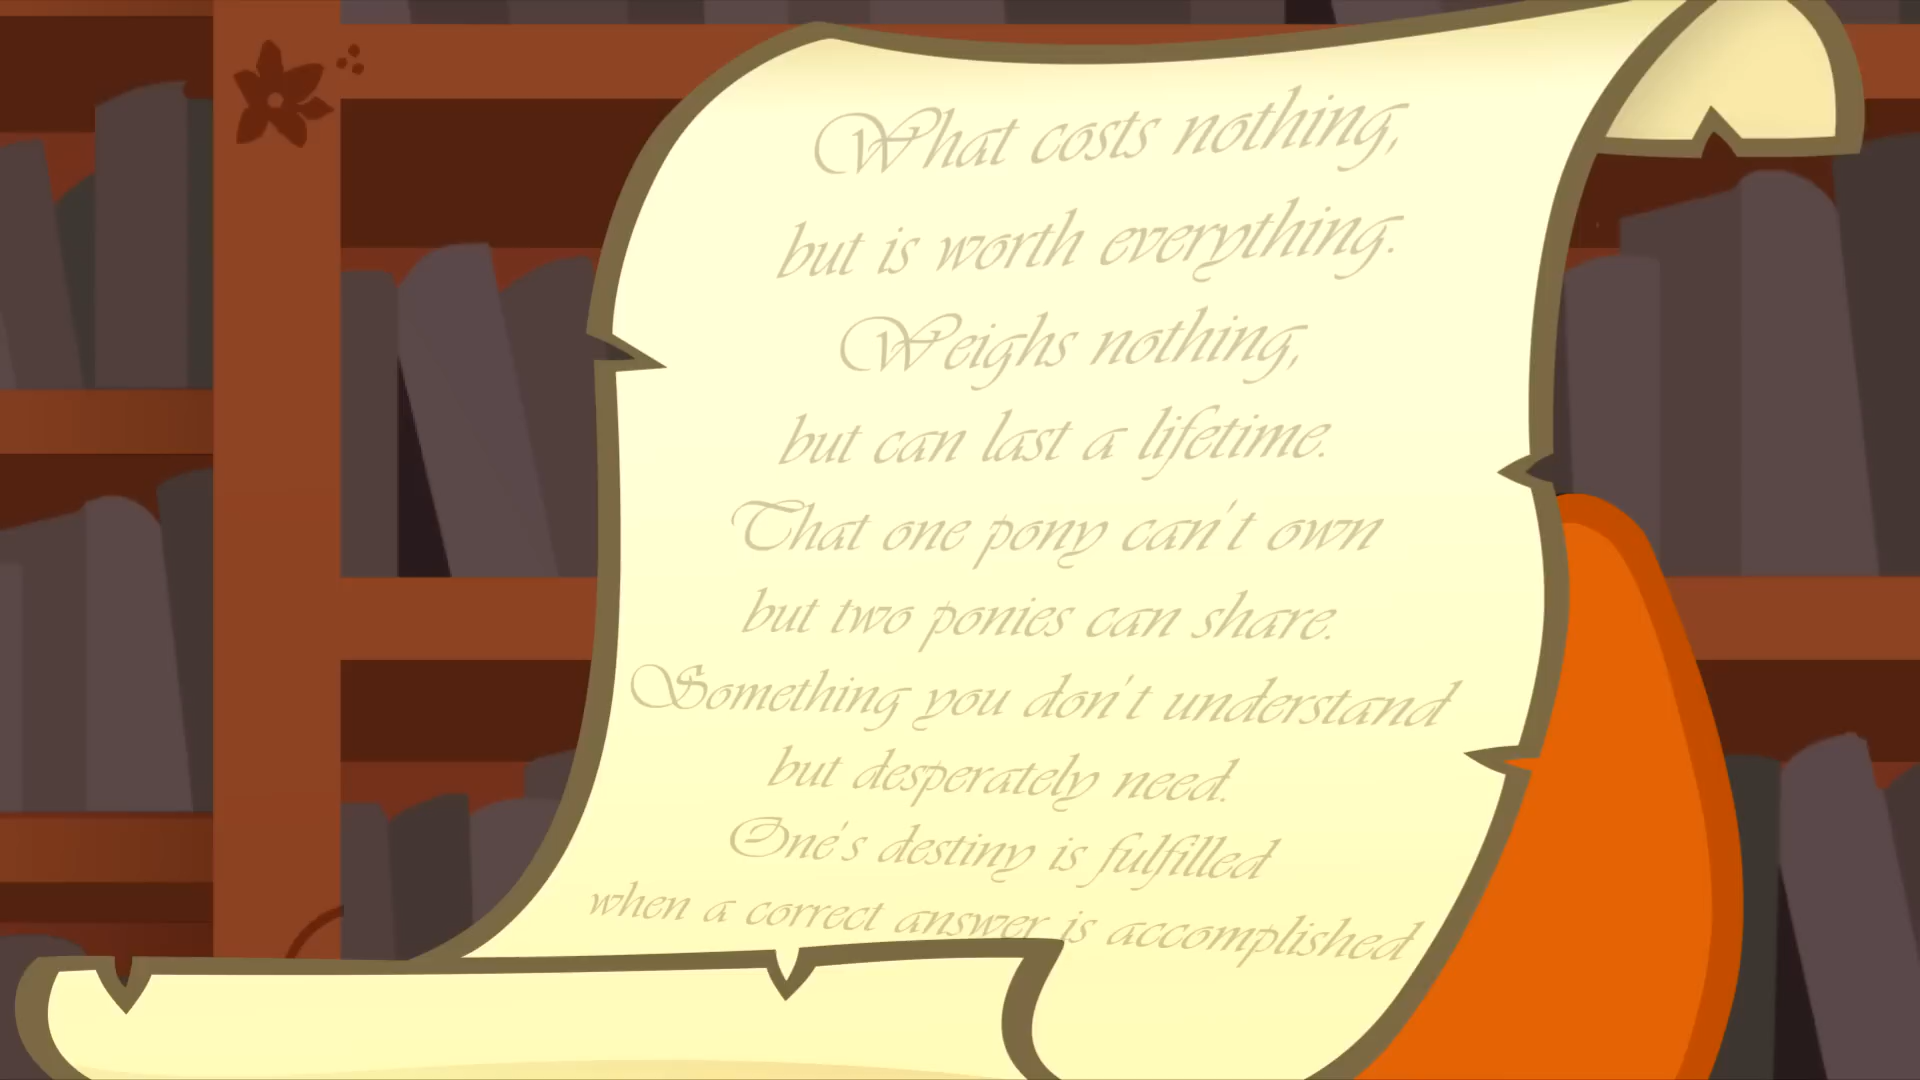 What costs nothing,
but is worth everything.
Weighs nothing,
but can last a lifetime.
That one pony can't own
but two ponies can share.
Something you don't understand
but desperately need.
One's destiny is fulfilled
when a correct answer is accomplished